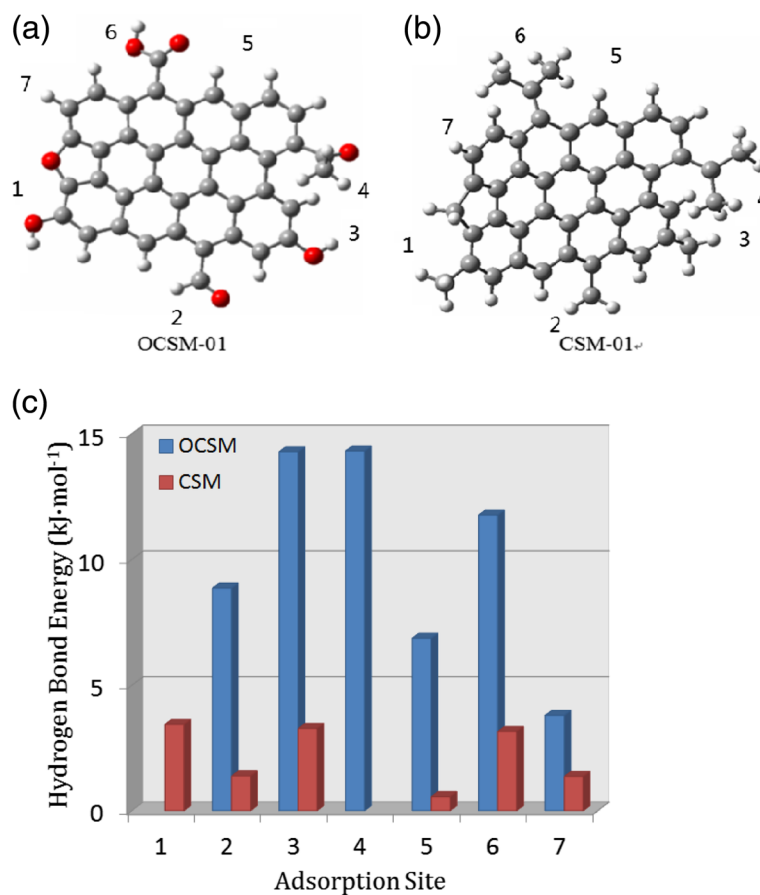 (a)
6
5
7
1
4
3
2
OCSM-01
(b)
6
5
7
4
1
3
2
CSM-01↵
(c)
15
OCSM
CSM
10
5
0
Hydrogen Bond Energy (kJ·mol⁻¹)
1 2 3 4 5 6 7
Adsorption Site